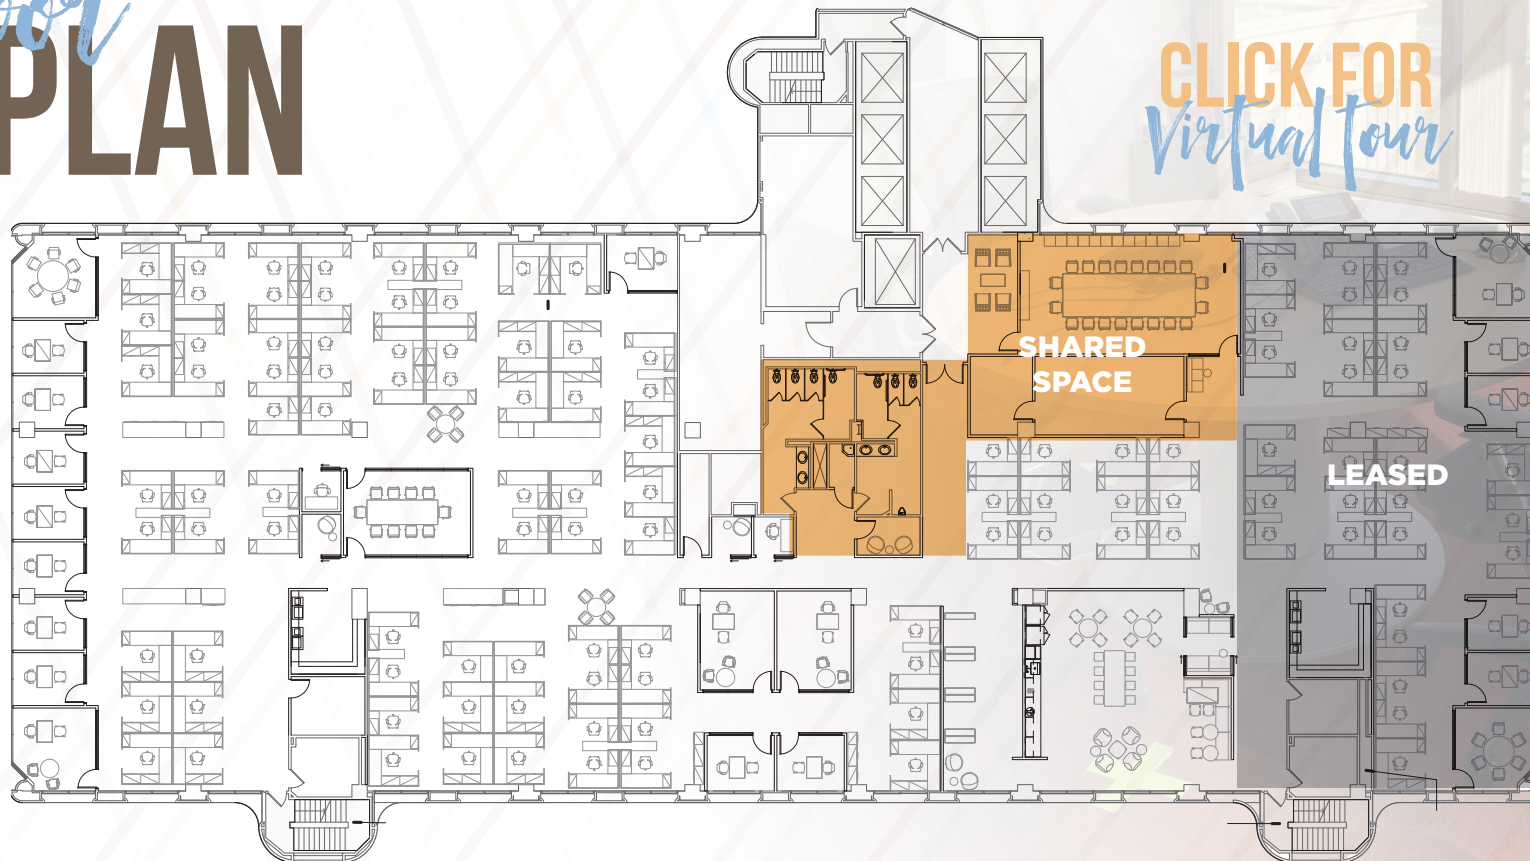 PLAN
CLICK FOR
Virtual Tour
SHARED
SPACE
LEASED